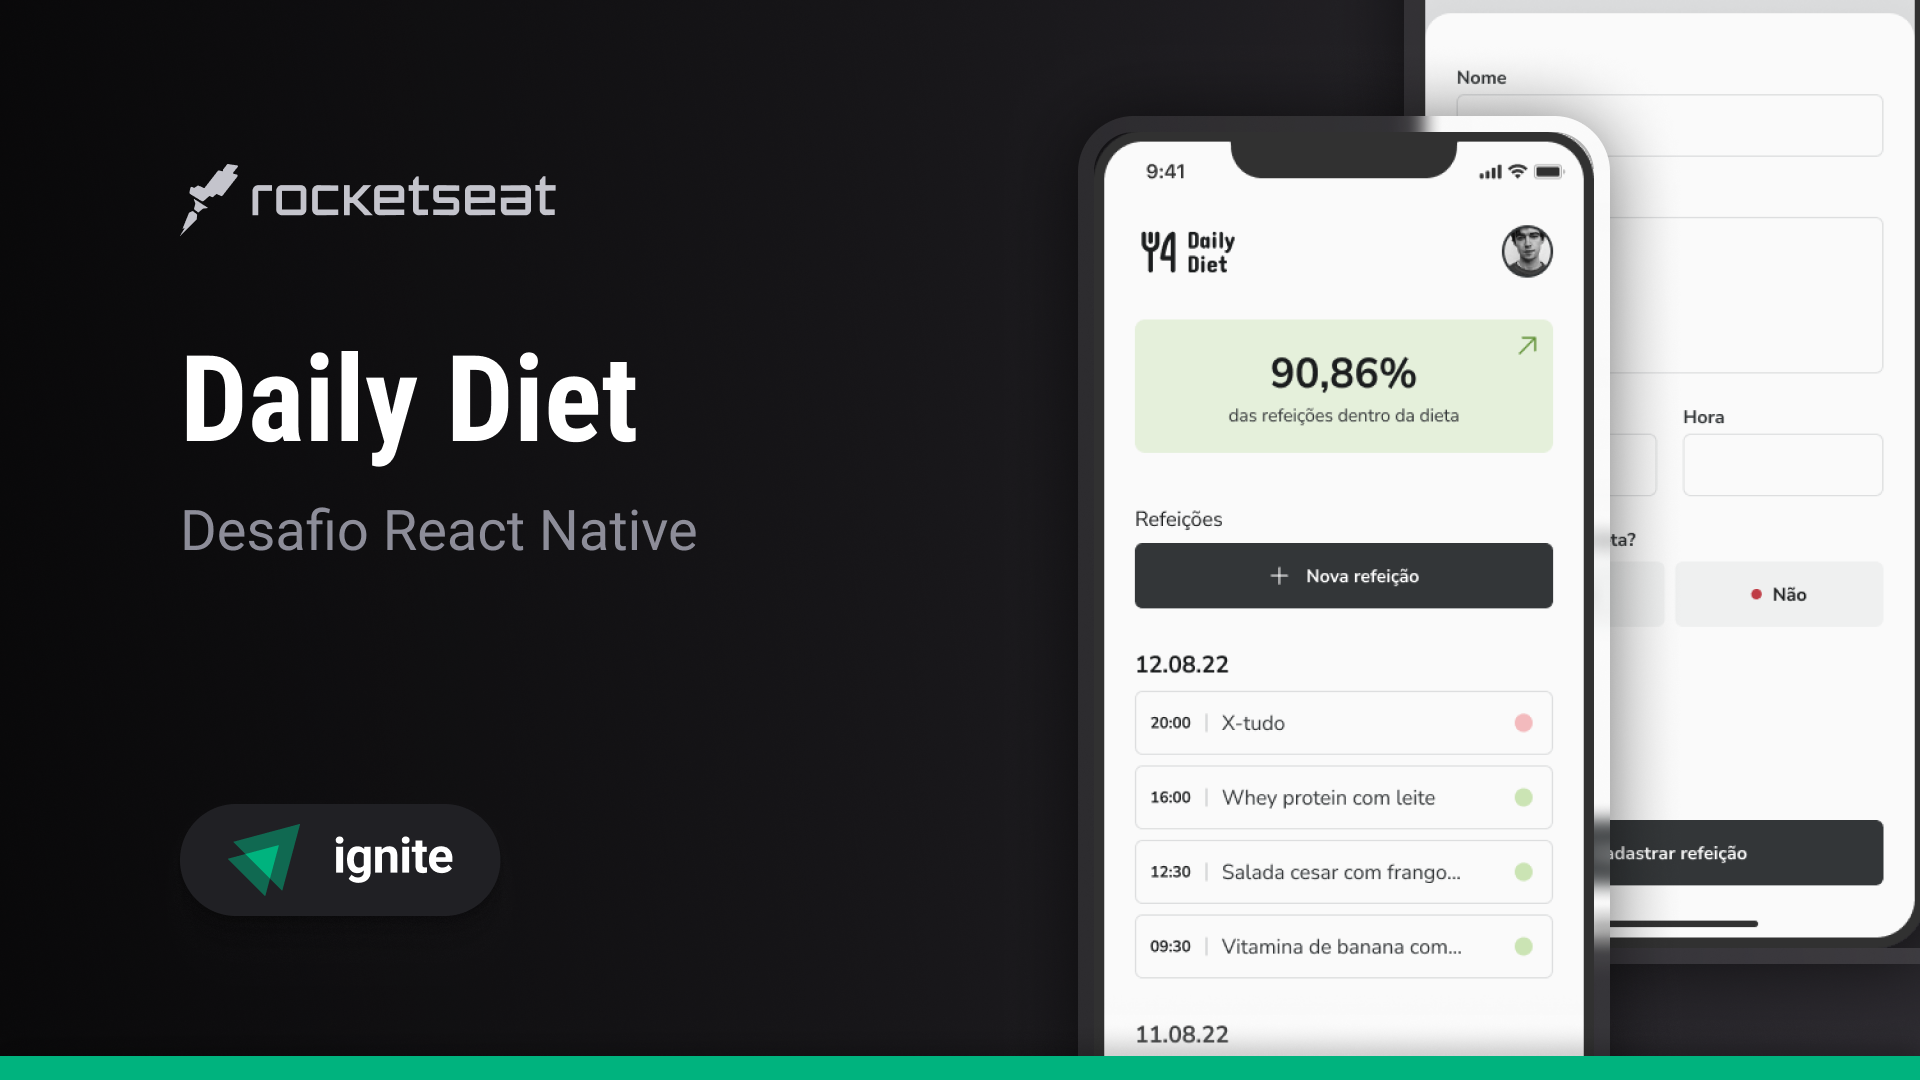 rocketseat
Daily Diet
Desafio React Native
ignite
9:41
Daily
Diet
90,86%
das refeições dentro da dieta
Refeições
Nova refeição
12.08.22
20:00 X-tudo
16:00 Whey protein com leite
12:30 Salada cesar com frango...
09:30 Vitamina de banana com...
11.08.22
Nome
Hora
ta?
Não
adastrar refeição